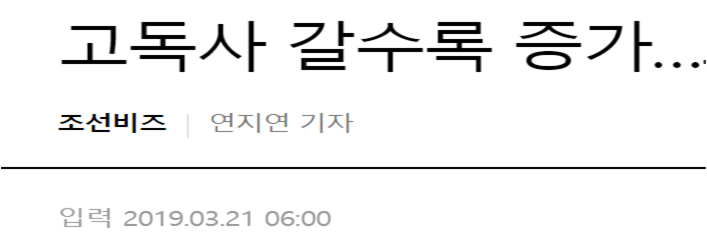 고독사 갈수록 증가...
조선비즈 | 연지연 기자
입력 2019.03.21 06:00